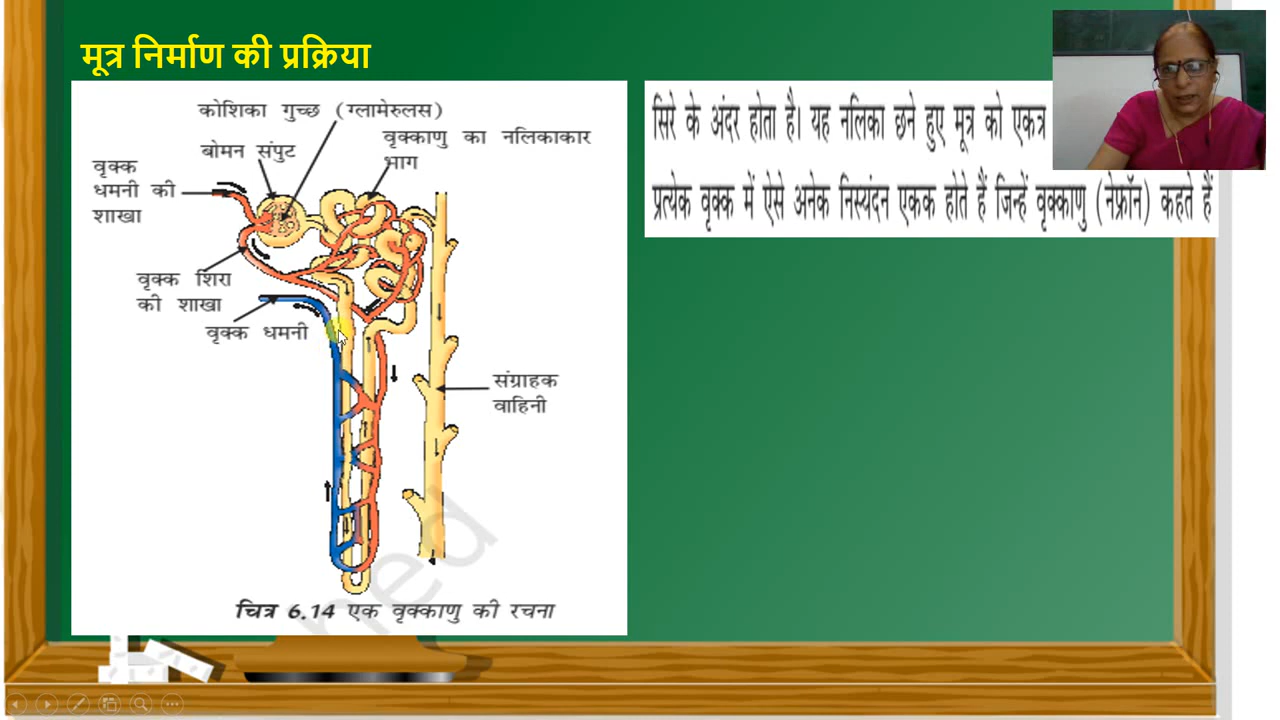 मूत्र निर्माण की प्रक्रिया
कोशिका गुच्छ (ग्लामेरुलस)
वृक्काणु का नलिकाकार
भाग
बोमन संपुट
वृक्क
धमनी की
शाखा
वृक्क शिरा
की शाखा
वृक्क धमनी
संग्राहक
वाहिनी
चित्र 6.14 एक वृक्काणु की रचना
सिरे के अंदर होता है। यह नलिका छने हुए मूत्र को एकत्र
प्रत्येक वृक्क में ऐसे अनेक निस्यंदन एकक होते हैं जिन्हें वृक्काणु (नेफ्रॉन) कहते हैं